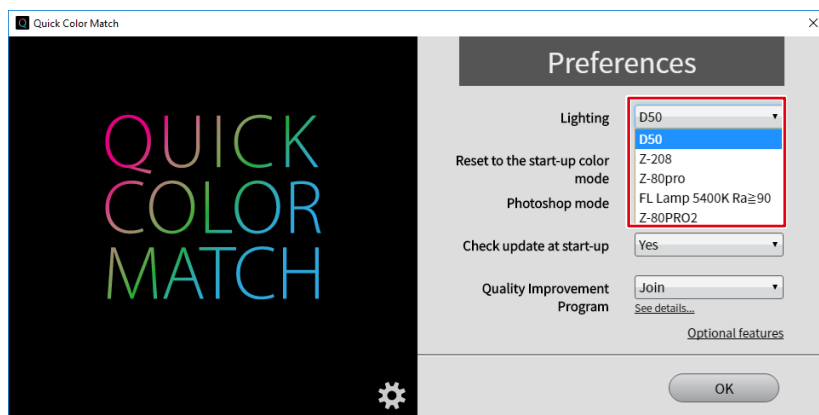 Quick Color Match
QUICK
COLOR
MATCH
Preferences
Lighting
D50
D50
Z-208
Z-80pro
FL Lamp 5400K Ra≧90
Z-80PRO2
Reset to the start-up color
mode
Photoshop mode
Check update at start-up
Yes
Quality Improvement
Program
Join
See details...
Optional features
OK